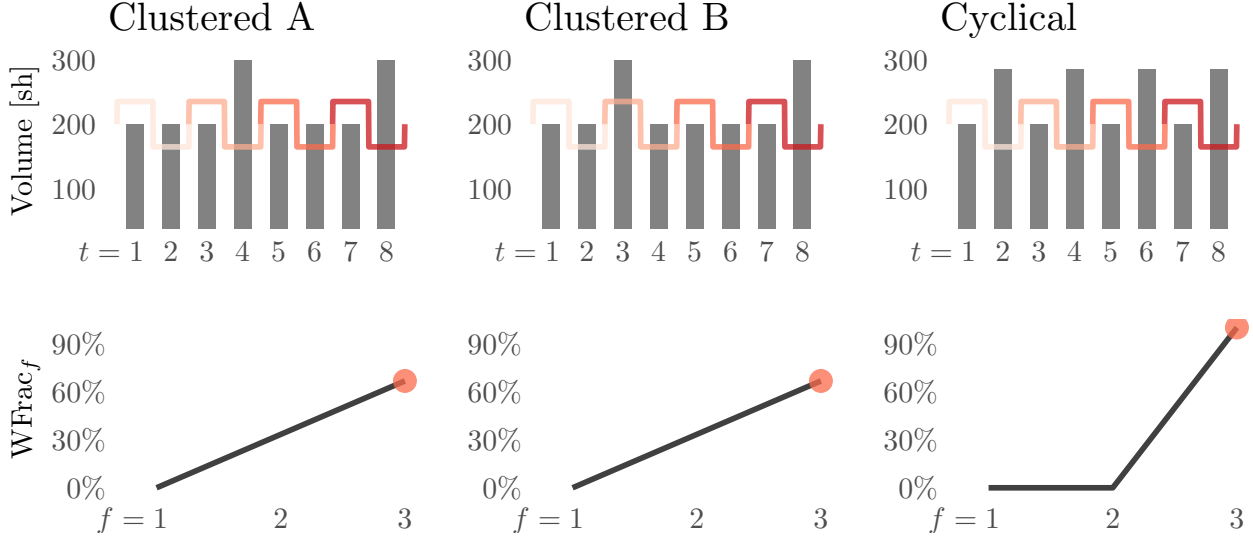 Clustered A
Clustered B
Cyclical
Volume [sh]
300
200
100
t = 1 2 3 4 5 6 7 8
300
200
100
t = 1 2 3 4 5 6 7 8
300
200
100
t = 1 2 3 4 5 6 7 8
WFrac_f
90%
60%
30%
0%
f = 1 2 3
90%
60%
30%
0%
f = 1 2 3
90%
60%
30%
0%
f = 1 2 3